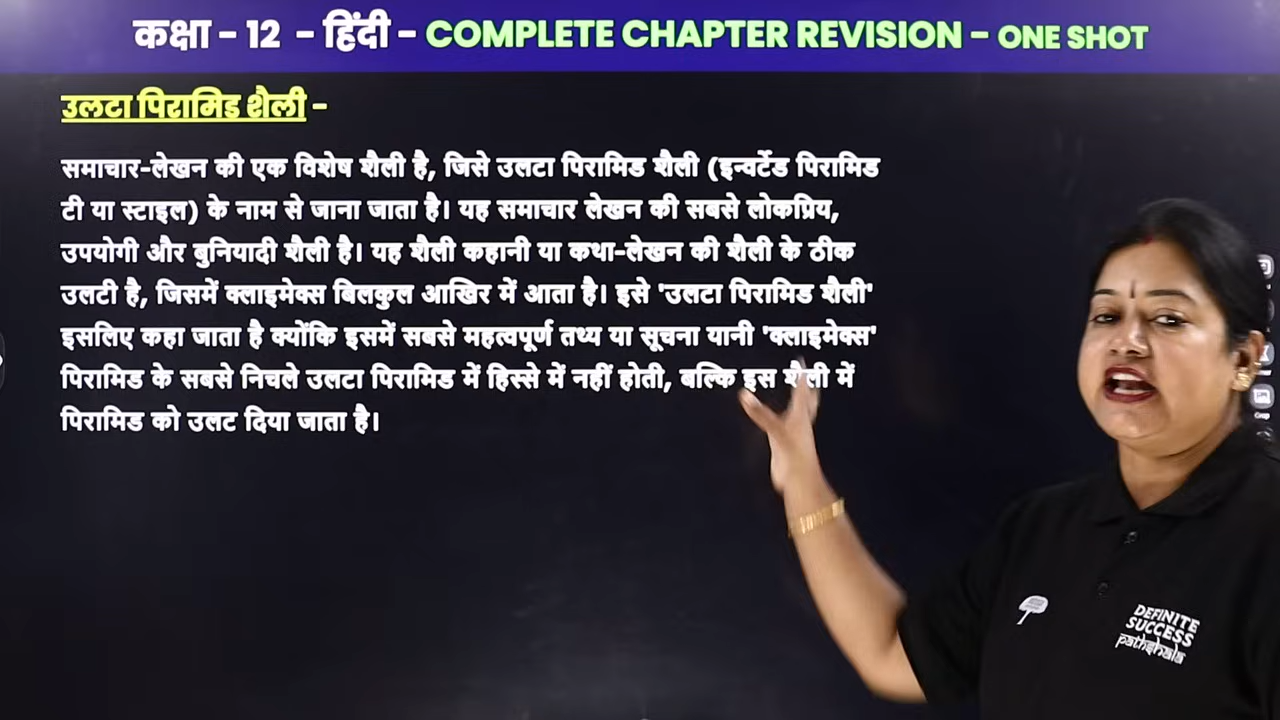 कक्षा - 12 - हिंदी - COMPLETE CHAPTER REVISION - ONE SHOT
उलटा पिरामिड शैली -
समाचार-लेखन की एक विशेष शैली है, जिसे उलटा पिरामिड शैली (इन्वर्टेड पिरामिड
टी या स्टाइल) के नाम से जाना जाता है। यह समाचार लेखन की सबसे लोकप्रिय,
उपयोगी और बुनियादी शैली है। यह शैली कहानी या कथा-लेखन की शैली के ठीक
उलटी है, जिसमें क्लाइमेक्स बिलकुल आखिर में आता है। इसे 'उलटा पिरामिड शैली'
इसलिए कहा जाता है क्योंकि इसमें सबसे महत्वपूर्ण तथ्य या सूचना यानी 'क्लाइमेक्स'
पिरामिड के सबसे निचले उलटा पिरामिड में हिस्से में नहीं होती, बल्कि इस शैली में
पिरामिड को उलट दिया जाता है।
DEFINITE
SUCCESS
pathshala